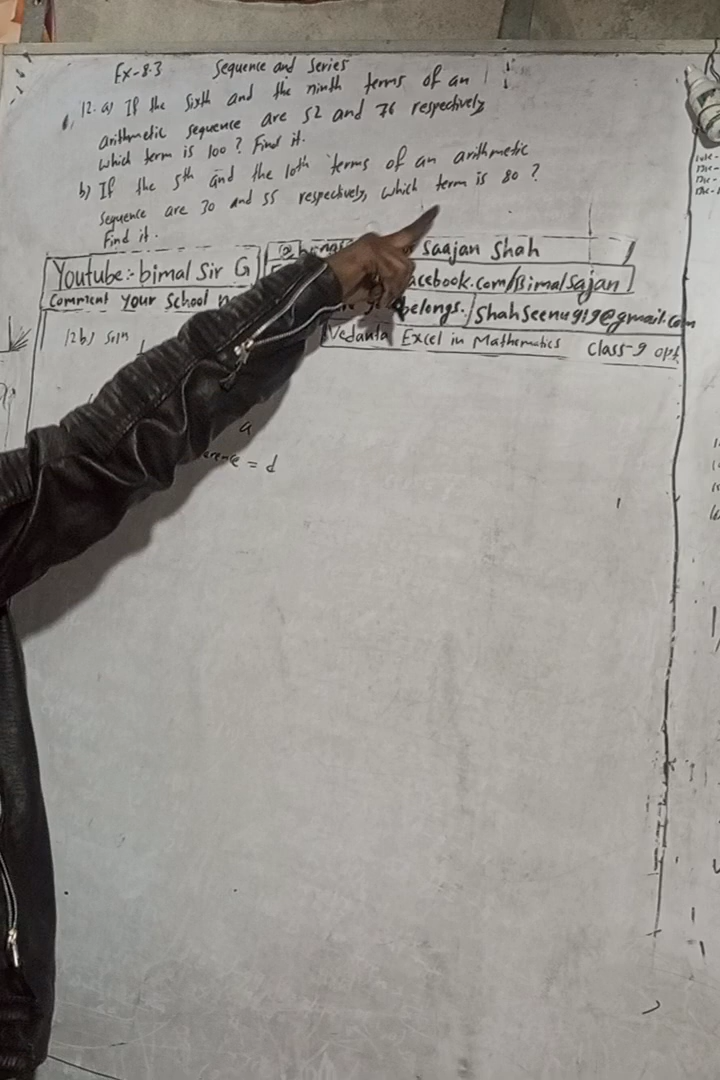 Ex-8.3 Sequence and Series
12. a) If the Sixth and the ninth terms of an
arithmetic sequence are 52 and 76 respectively
which term is 100? Find it.
b) If the 5th and the 10th terms of an arithmetic
Sequence are 30 and 55 respectively, which term is 80?
Find it.
Saajan Shah
Youtube:- bimal sir G
acebook.com/Bimalsajan
Comment your School
belongs. shahseenu919@gmail.com
Vedanta Excel in Mathematics Class-9 opt
12b) Soln
a
erence = d